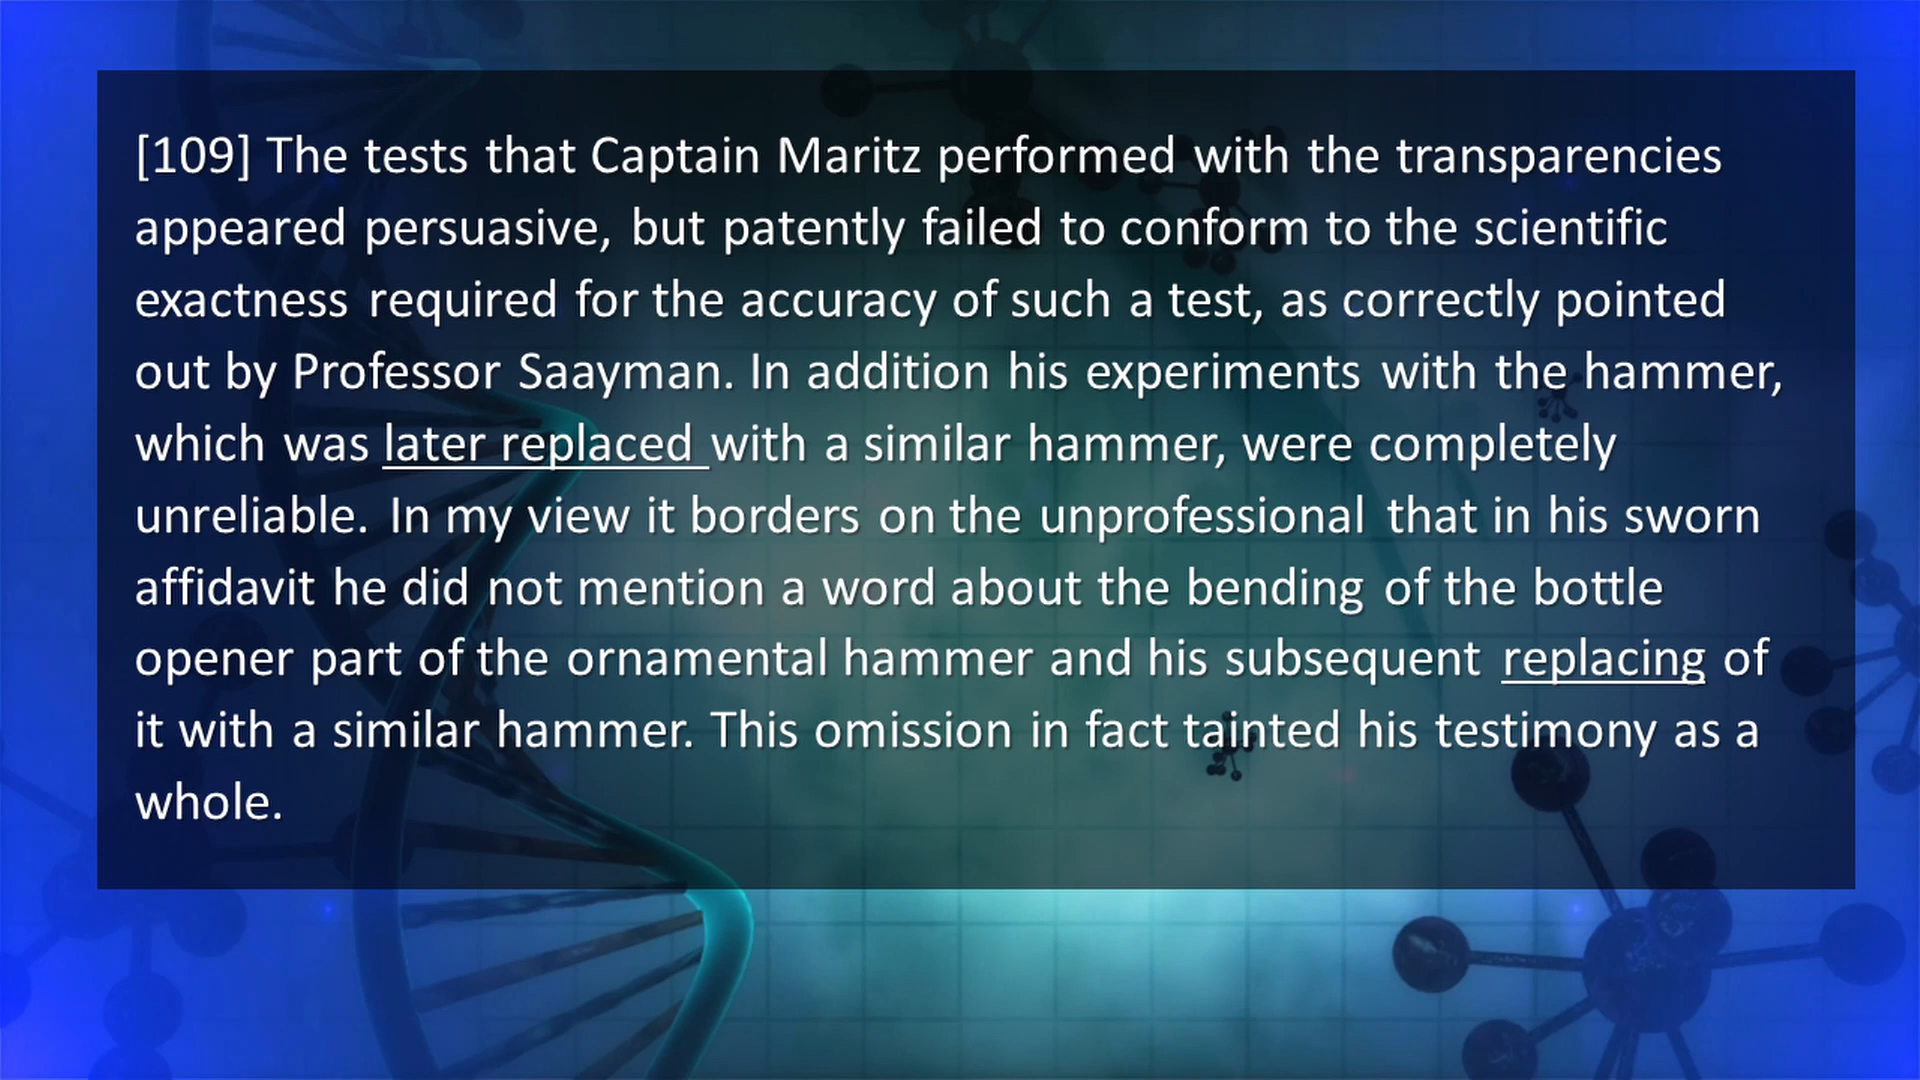 [109] The tests that Captain Maritz performed with the transparencies
appeared persuasive, but patently failed to conform to the scientific
exactness required for the accuracy of such a test, as correctly pointed
out by Professor Saayman. In addition his experiments with the hammer,
which was later replaced with a similar hammer, were completely
unreliable. In my view it borders on the unprofessional that in his sworn
affidavit he did not mention a word about the bending of the bottle
opener part of the ornamental hammer and his subsequent replacing of
it with a similar hammer. This omission in fact tainted his testimony as a
whole.